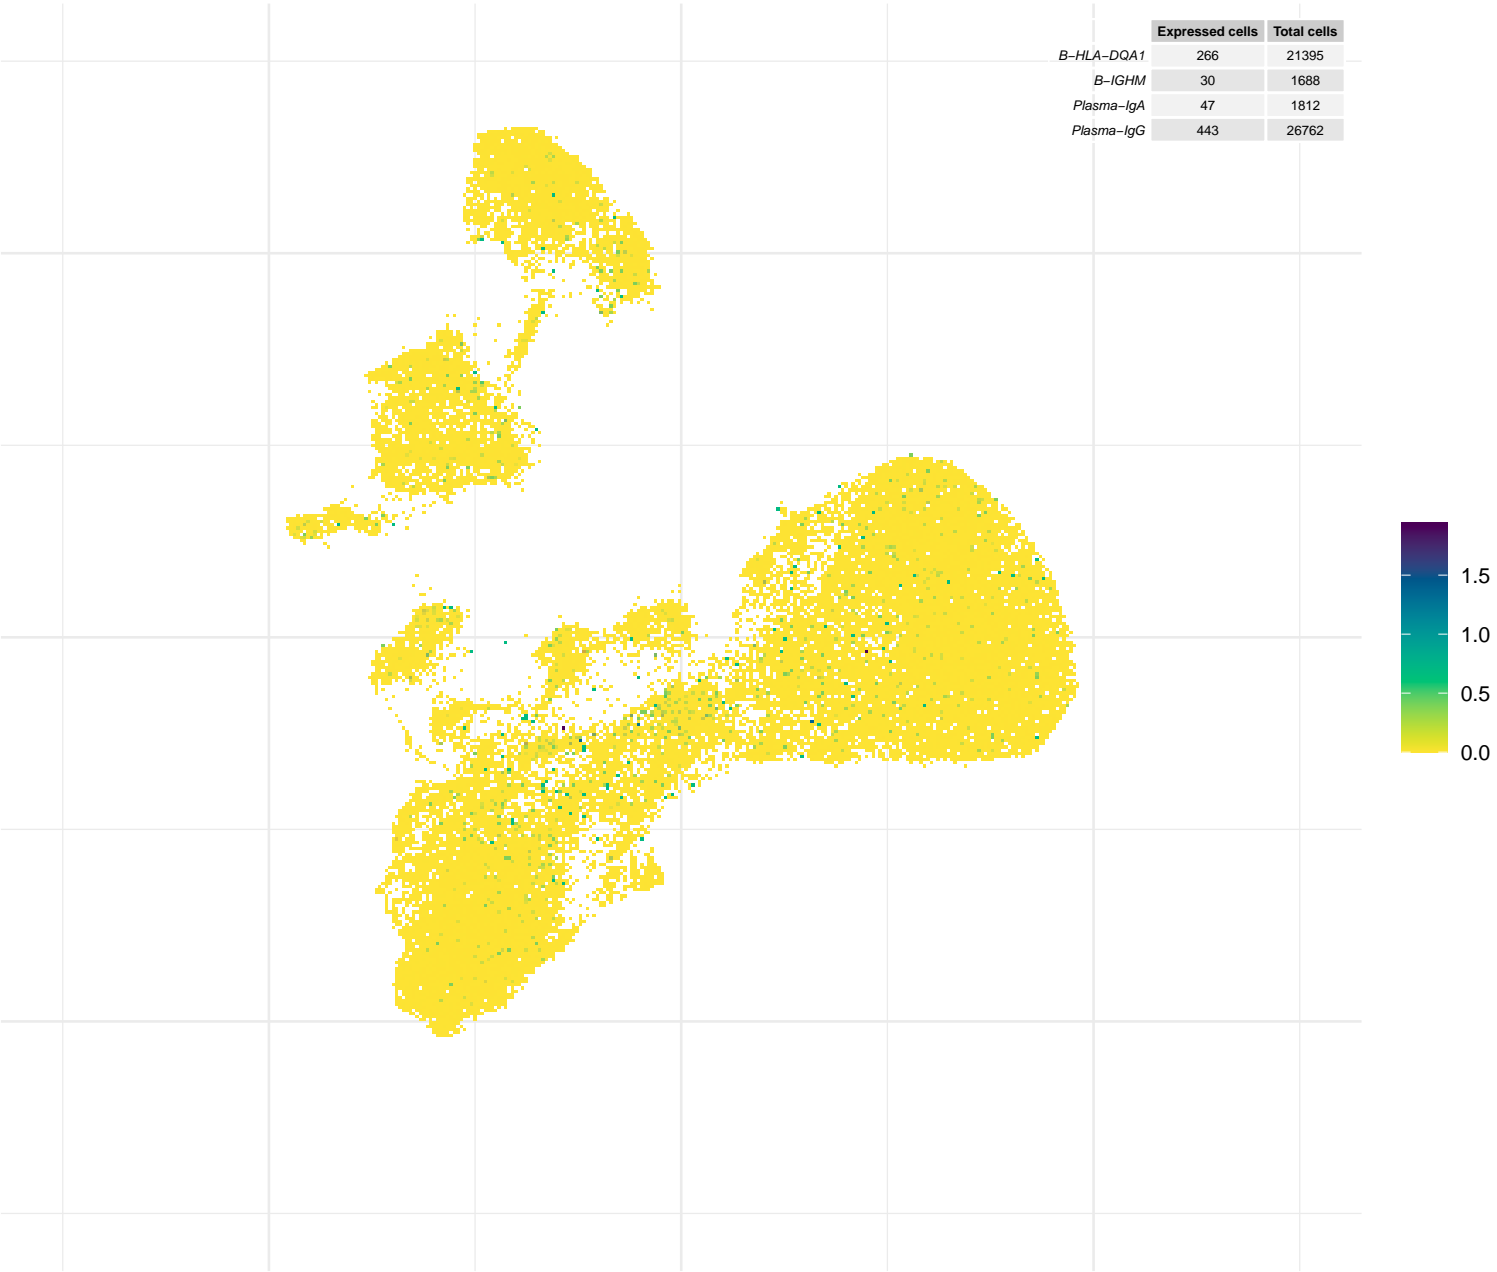 Expressed cells Total cells
B−HLA−DQA1 266 21395
B−IGHM 30 1688
Plasma−IgA 47 1812
Plasma−IgG 443 26762
1.5
1.0
0.5
0.0